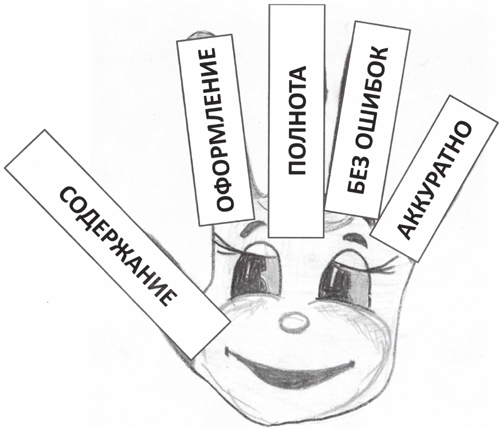 СОДЕРЖАНИЕ
ОФОРМЛЕНИЕ
ПОЛНОТА
БЕЗ ОШИБОК
АККУРАТНО